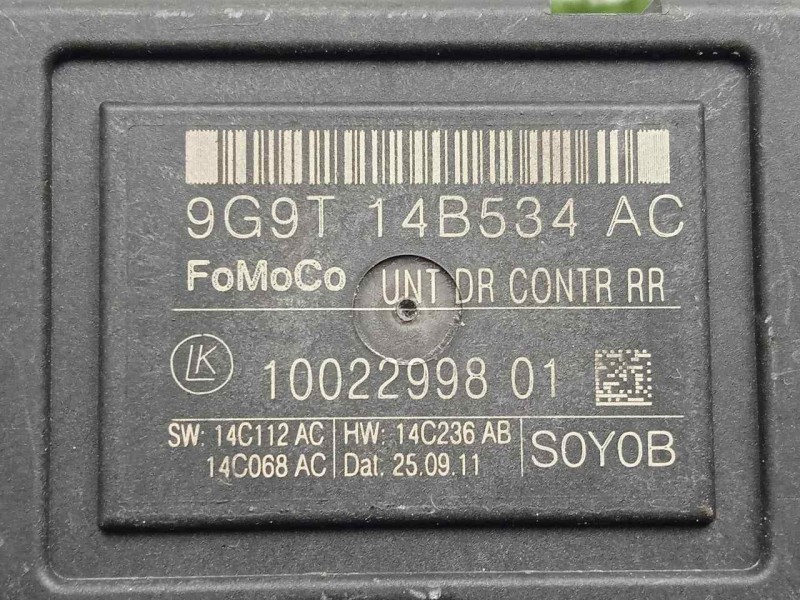 9G9T 14B534 AC
FoMoCo UNT DR CONTR RR
LK 10022998 01
SW: 14C112 AC HW: 14C236 AB
14C068 AC Dat. 25.09.11 S0Y0B